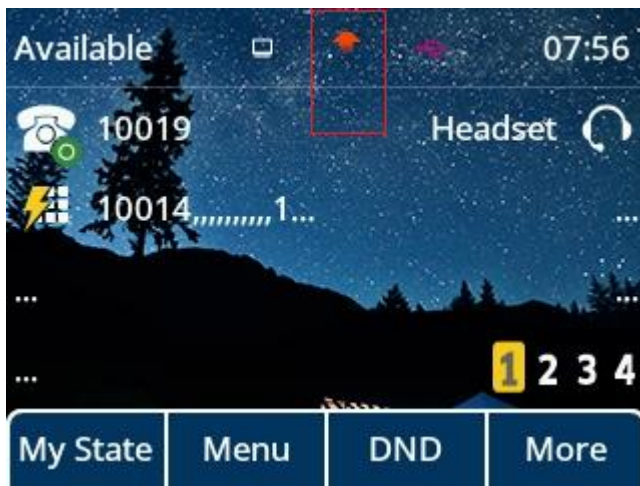 Available 07:56
10019 Headset
10014,,,,,,,,,,1... ...
... ...
... 1 2 3 4
My State Menu DND More